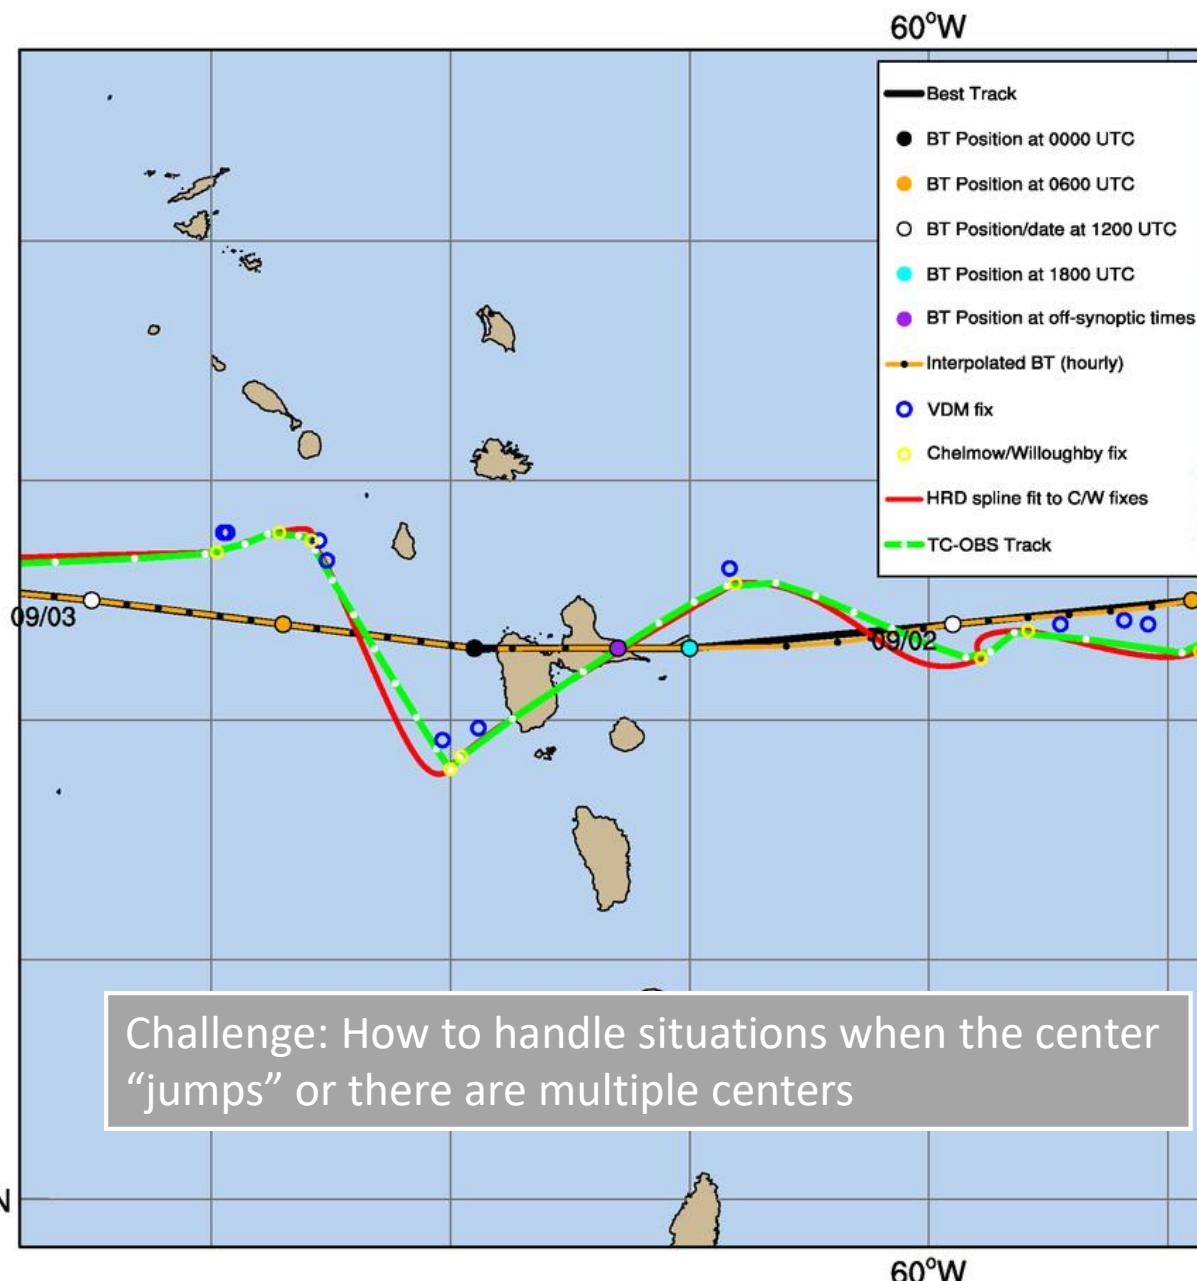 60°W
Best Track
BT Position at 0000 UTC
BT Position at 0600 UTC
BT Position/date at 1200 UTC
BT Position at 1800 UTC
BT Position at off-synoptic times
Interpolated BT (hourly)
VDM fix
Chelmow/Willoughby fix
HRD spline fit to C/W fixes
TC-OBS Track
09/03
09/02
Challenge: How to handle situations when the center
“jumps” or there are multiple centers
N
60°W